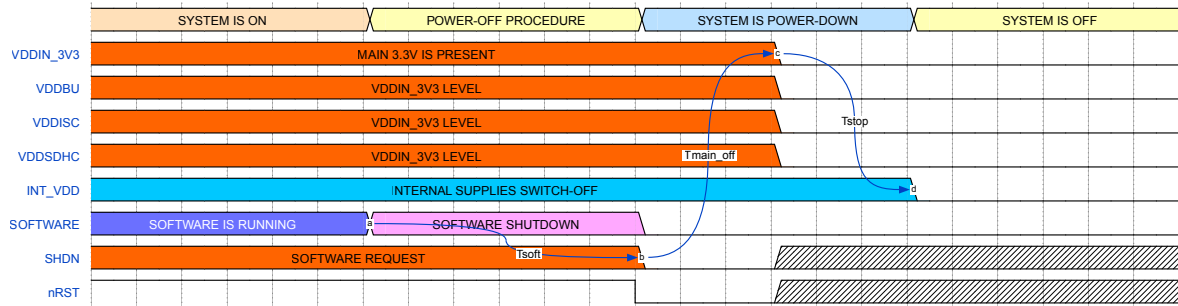 SYSTEM IS ON POWER-OFF PROCEDURE SYSTEM IS POWER-DOWN SYSTEM IS OFF
VDDIN_3V3 MAIN 3.3V IS PRESENT c
VDDBU VDDIN_3V3 LEVEL
VDDISC VDDIN_3V3 LEVEL Tstop
VDDSDHC VDDIN_3V3 LEVEL Tmain_off
INT_VDD INTERNAL SUPPLIES SWITCH-OFF d
SOFTWARE SOFTWARE IS RUNNING a SOFTWARE SHUTDOWN
SHDN SOFTWARE REQUEST Tsoft b
nRST